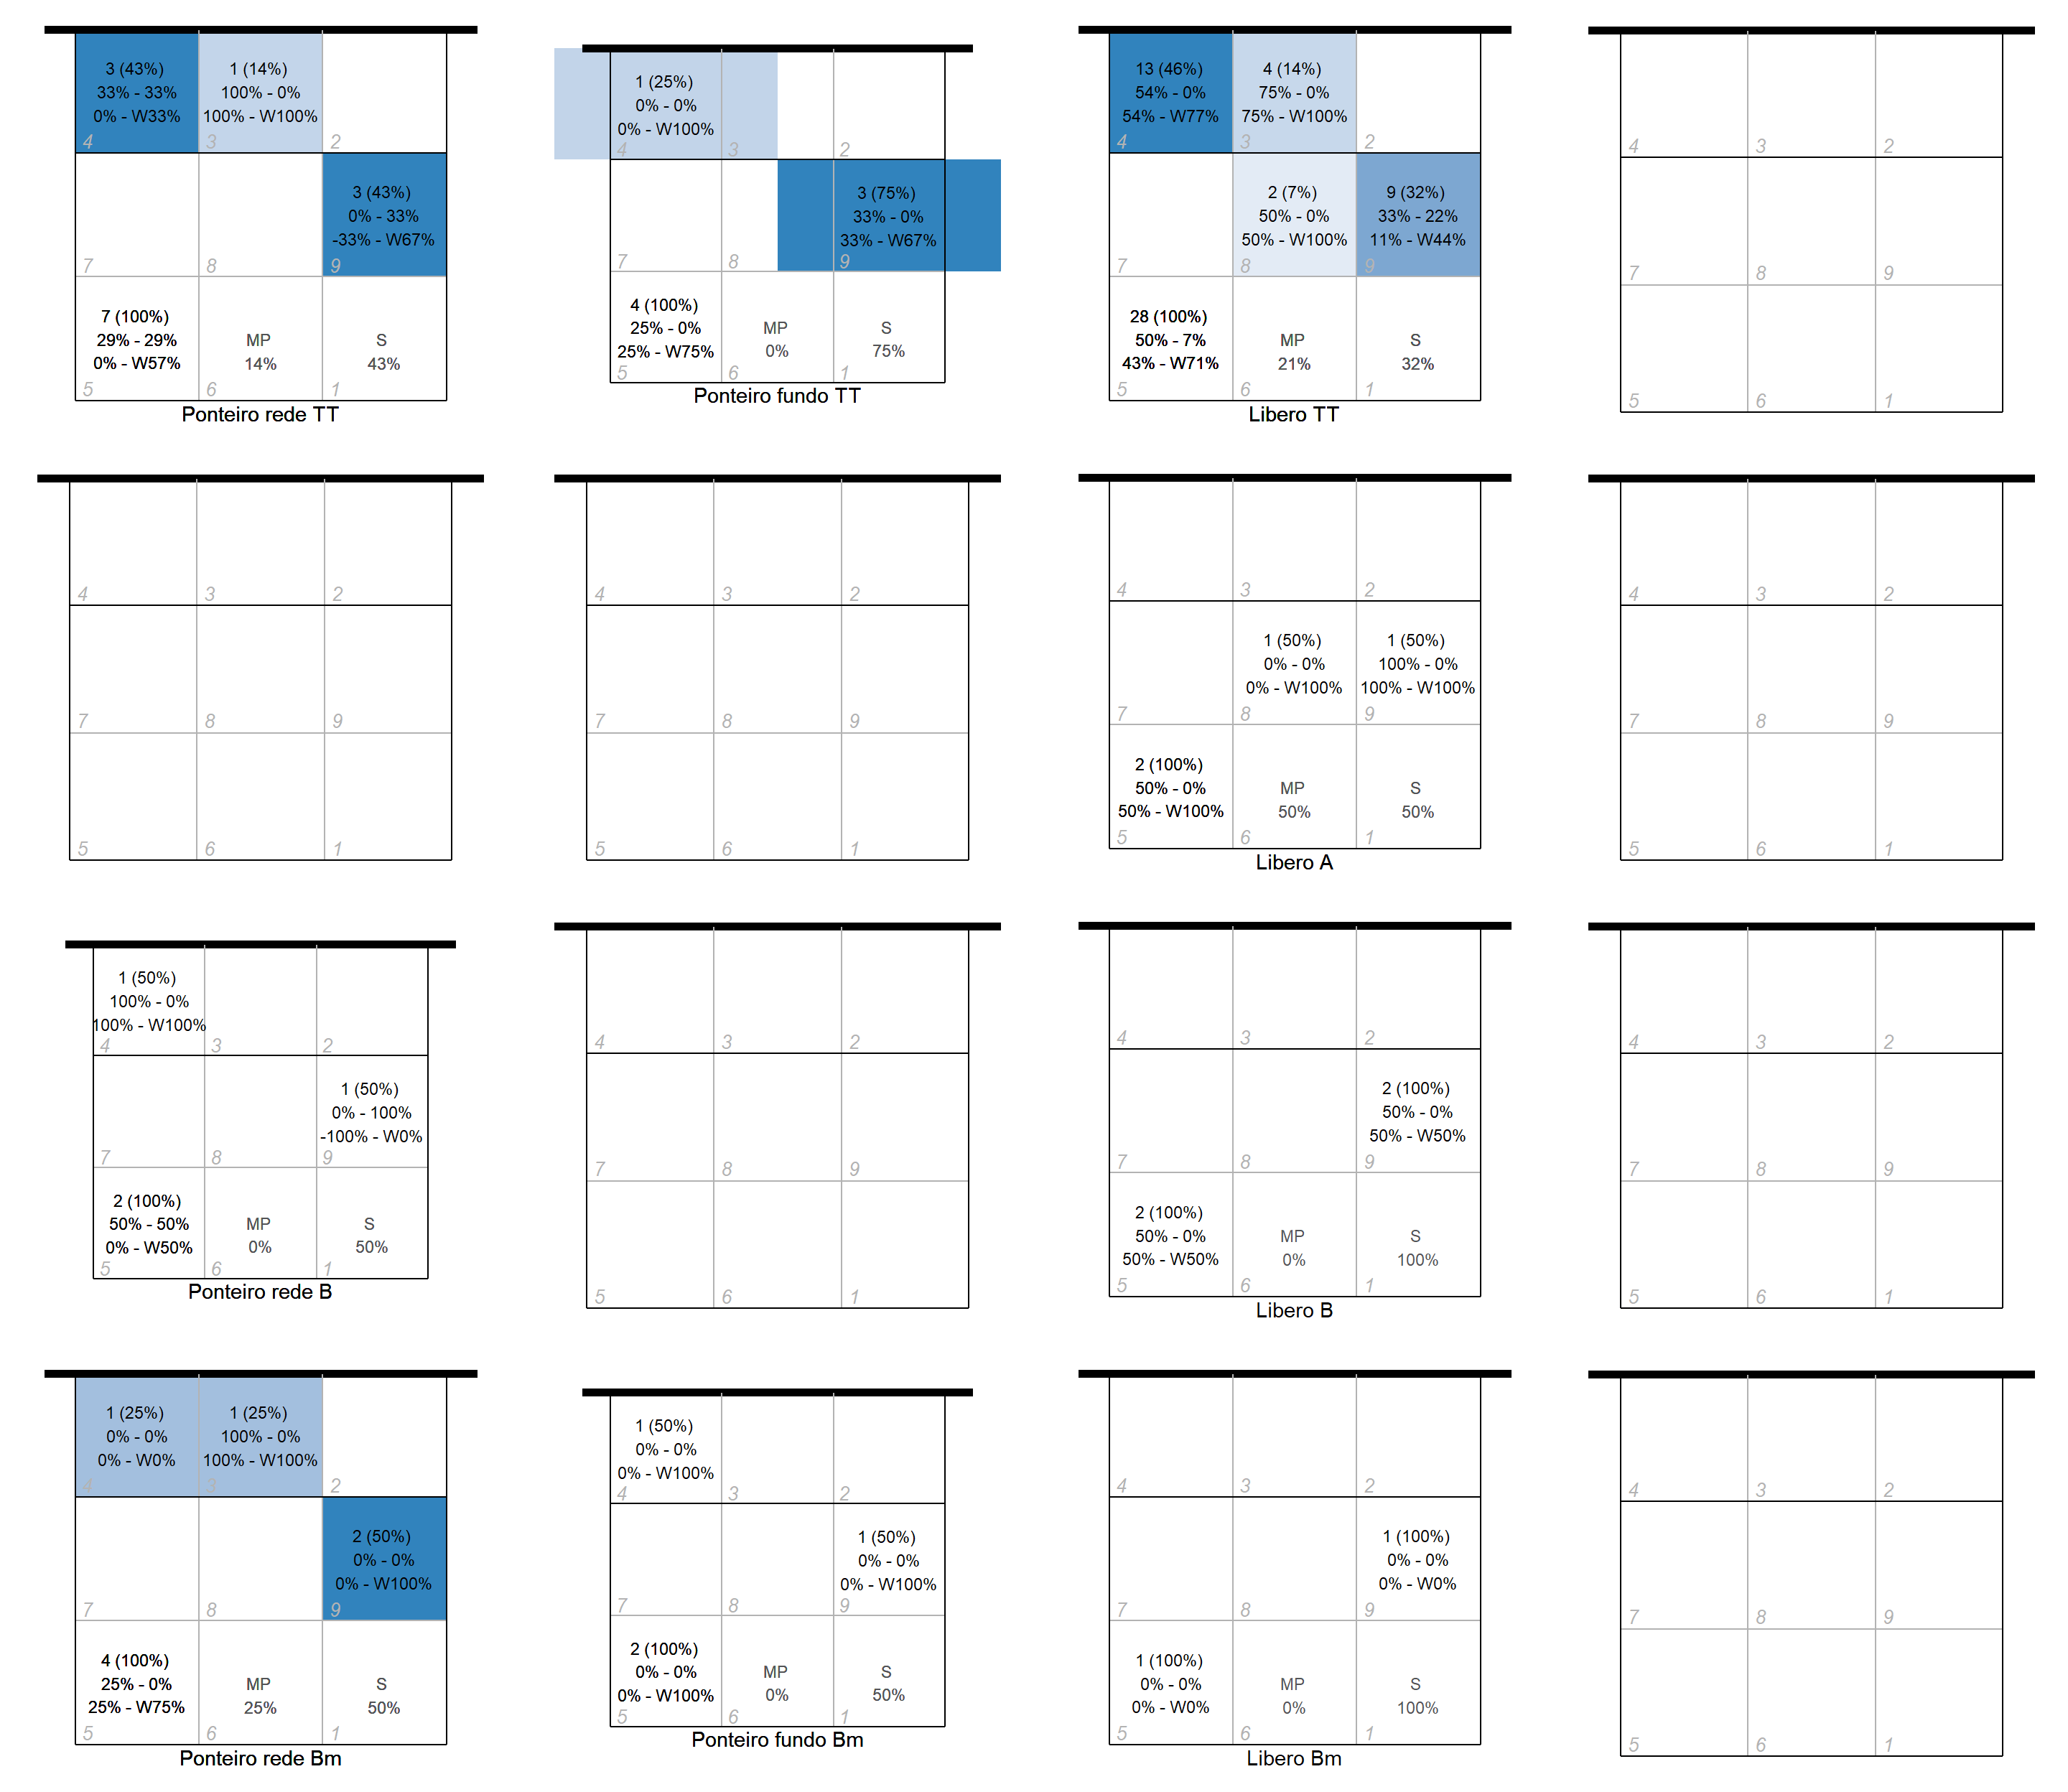 3 (43%)
33% - 33%
0% - W33%
4
1 (14%)
100% - 0%
100% - W100%
3
2
7
8
3 (43%)
0% - 33%
-33% - W67%
9
7 (100%)
29% - 29%
0% - W57%
5
MP
14%
6
S
43%
1
Ponteiro rede TT
1 (25%)
0% - 0%
0% - W100%
4
3
2
7
8
3 (75%)
33% - 0%
33% - W67%
9
4 (100%)
25% - 0%
25% - W75%
5
MP
0%
6
S
75%
1
Ponteiro fundo TT
13 (46%)
54% - 0%
54% - W77%
4
4 (14%)
75% - 0%
75% - W100%
3
2
7
2 (7%)
50% - 0%
50% - W100%
8
9 (32%)
33% - 22%
11% - W44%
9
28 (100%)
50% - 7%
43% - W71%
5
MP
21%
6
S
32%
1
Libero TT
4
3
2
7
8
9
5
6
1
4
3
2
7
8
9
5
6
1
4
3
2
7
8
9
5
6
1
4
3
2
7
1 (50%)
0% - 0%
0% - W100%
8
1 (50%)
100% - 0%
100% - W100%
9
2 (100%)
50% - 0%
50% - W100%
5
MP
50%
6
S
50%
1
Libero A
4
3
2
7
8
9
5
6
1
1 (50%)
100% - 0%
100% - W100%
4
3
2
7
8
1 (50%)
0% - 100%
-100% - W0%
9
2 (100%)
50% - 50%
0% - W50%
5
MP
0%
6
S
50%
1
Ponteiro rede B
4
3
2
7
8
9
5
6
1
4
3
2
7
8
2 (100%)
50% - 0%
50% - W50%
9
2 (100%)
50% - 0%
50% - W50%
5
MP
0%
6
S
100%
1
Libero B
4
3
2
7
8
9
5
6
1
1 (25%)
0% - 0%
0% - W0%
4
1 (25%)
100% - 0%
100% - W100%
3
2
7
8
2 (50%)
0% - 0%
0% - W100%
9
4 (100%)
25% - 0%
25% - W75%
5
MP
25%
6
S
50%
1
Ponteiro rede Bm
1 (50%)
0% - 0%
0% - W100%
4
3
2
7
8
1 (50%)
0% - 0%
0% - W100%
9
2 (100%)
0% - 0%
0% - W100%
5
MP
0%
6
S
50%
1
Ponteiro fundo Bm
4
3
2
7
8
1 (100%)
0% - 0%
0% - W0%
9
1 (100%)
0% - 0%
0% - W0%
5
MP
0%
6
S
100%
1
Libero Bm
4
3
2
7
8
9
5
6
1